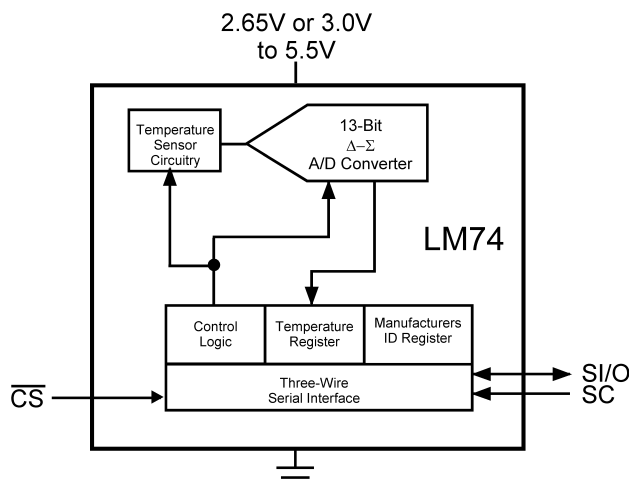 2.65V or 3.0V
to 5.5V
Temperature
Sensor
Circuitry
13-Bit
Δ–Σ
A/D Converter
LM74
Control
Logic
Temperature
Register
Manufacturers
ID Register
Three-Wire
Serial Interface
CS
SI/O
SC